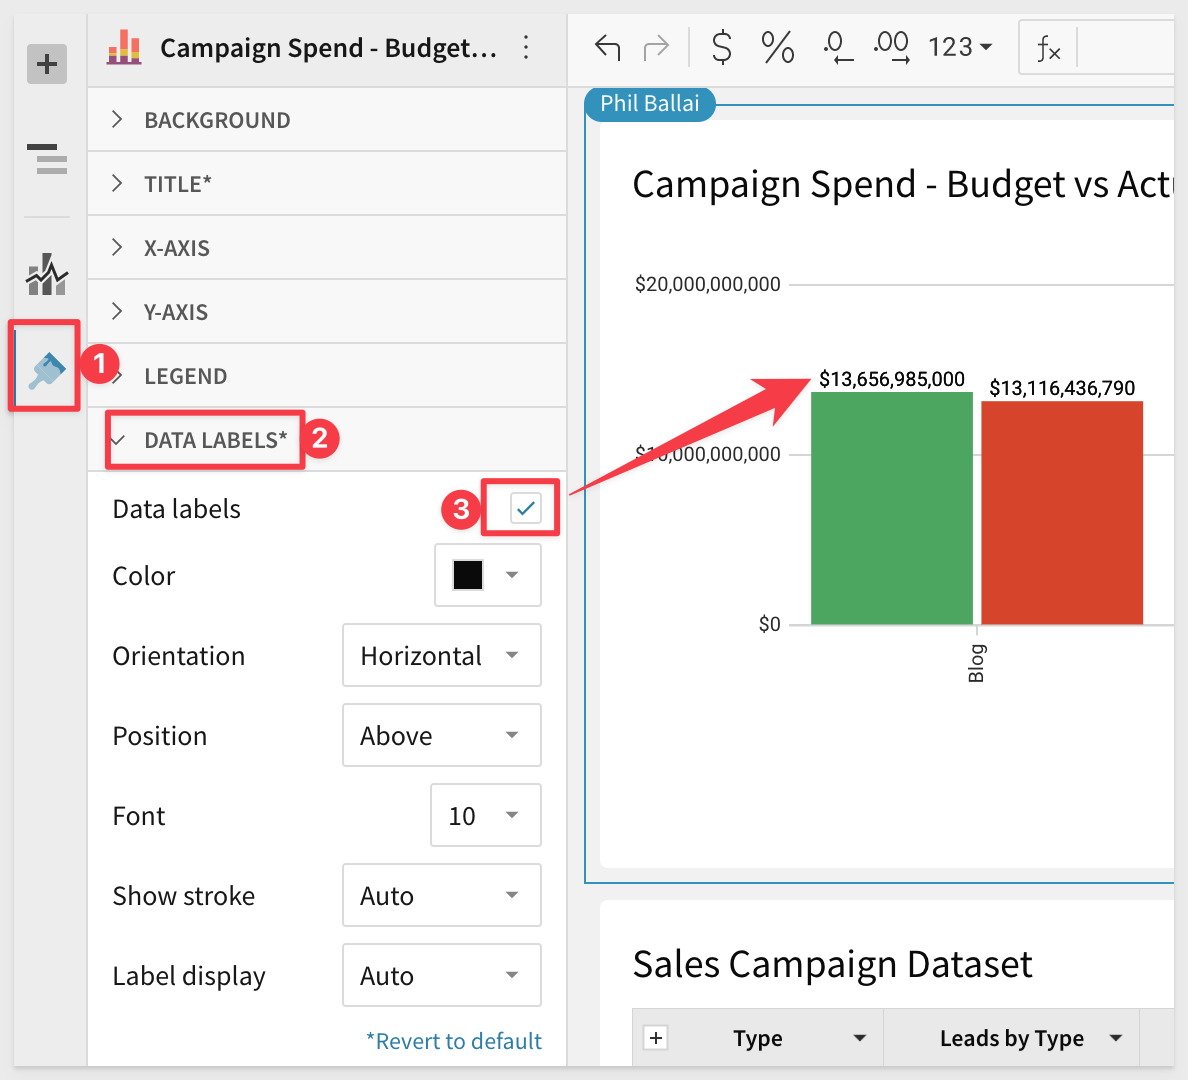 Campaign Spend - Budget...
.0
.00
123
fx
BACKGROUND
TITLE*
X-AXIS
Y-AXIS
LEGEND
DATA LABELS*
1
2
3
Data labels
Color
Orientation
Horizontal
Position
Above
Font
10
Show stroke
Auto
Label display
Auto
*Revert to default
Phil Ballai
Campaign Spend - Budget vs Actu
$20,000,000,000
$13,656,985,000
$13,116,436,790
$10,000,000,000
$0
Blog
Sales Campaign Dataset
Type
Leads by Type